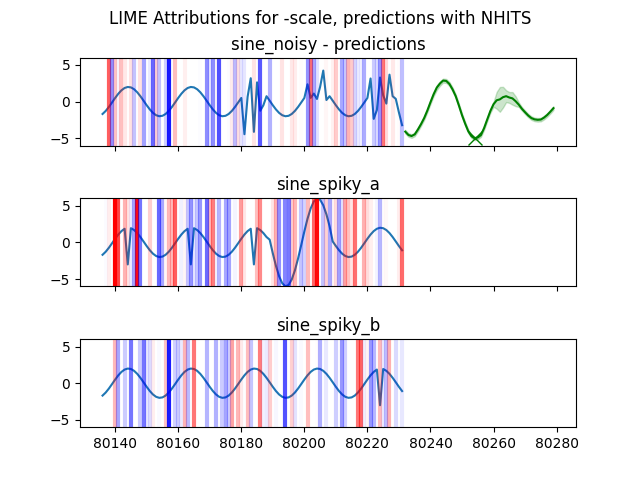 LIME Attributions for -scale, predictions with NHITS
sine_noisy - predictions
5
0
−5
sine_spiky_a
5
0
−5
sine_spiky_b
5
0
−5
80140 80160 80180 80200 80220 80240 80260 80280